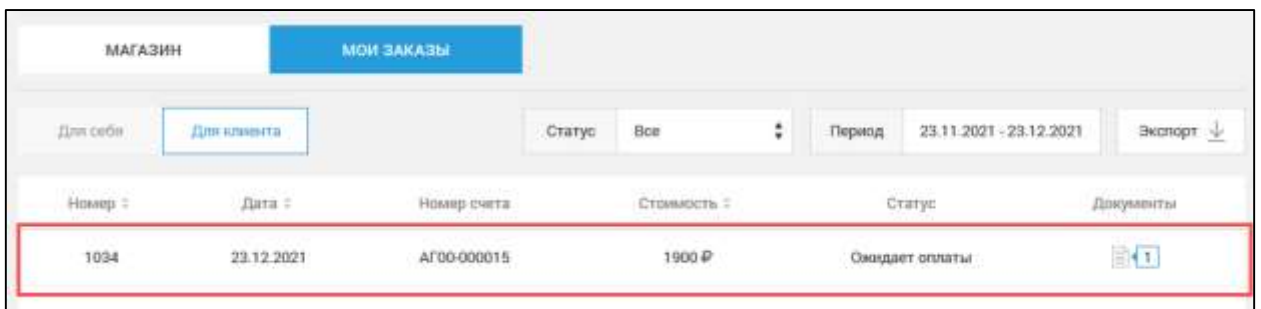 МАГАЗИН МОИ ЗАКАЗЫ
Для себя Для клиента Статус Все Период 23.11.2021 - 23.12.2021 Экспорт
Номер Дата Номер счета Стоимость Статус Документы
1034 23.12.2021 АГ00-000015 1900 ₽ Ожидает оплаты 1